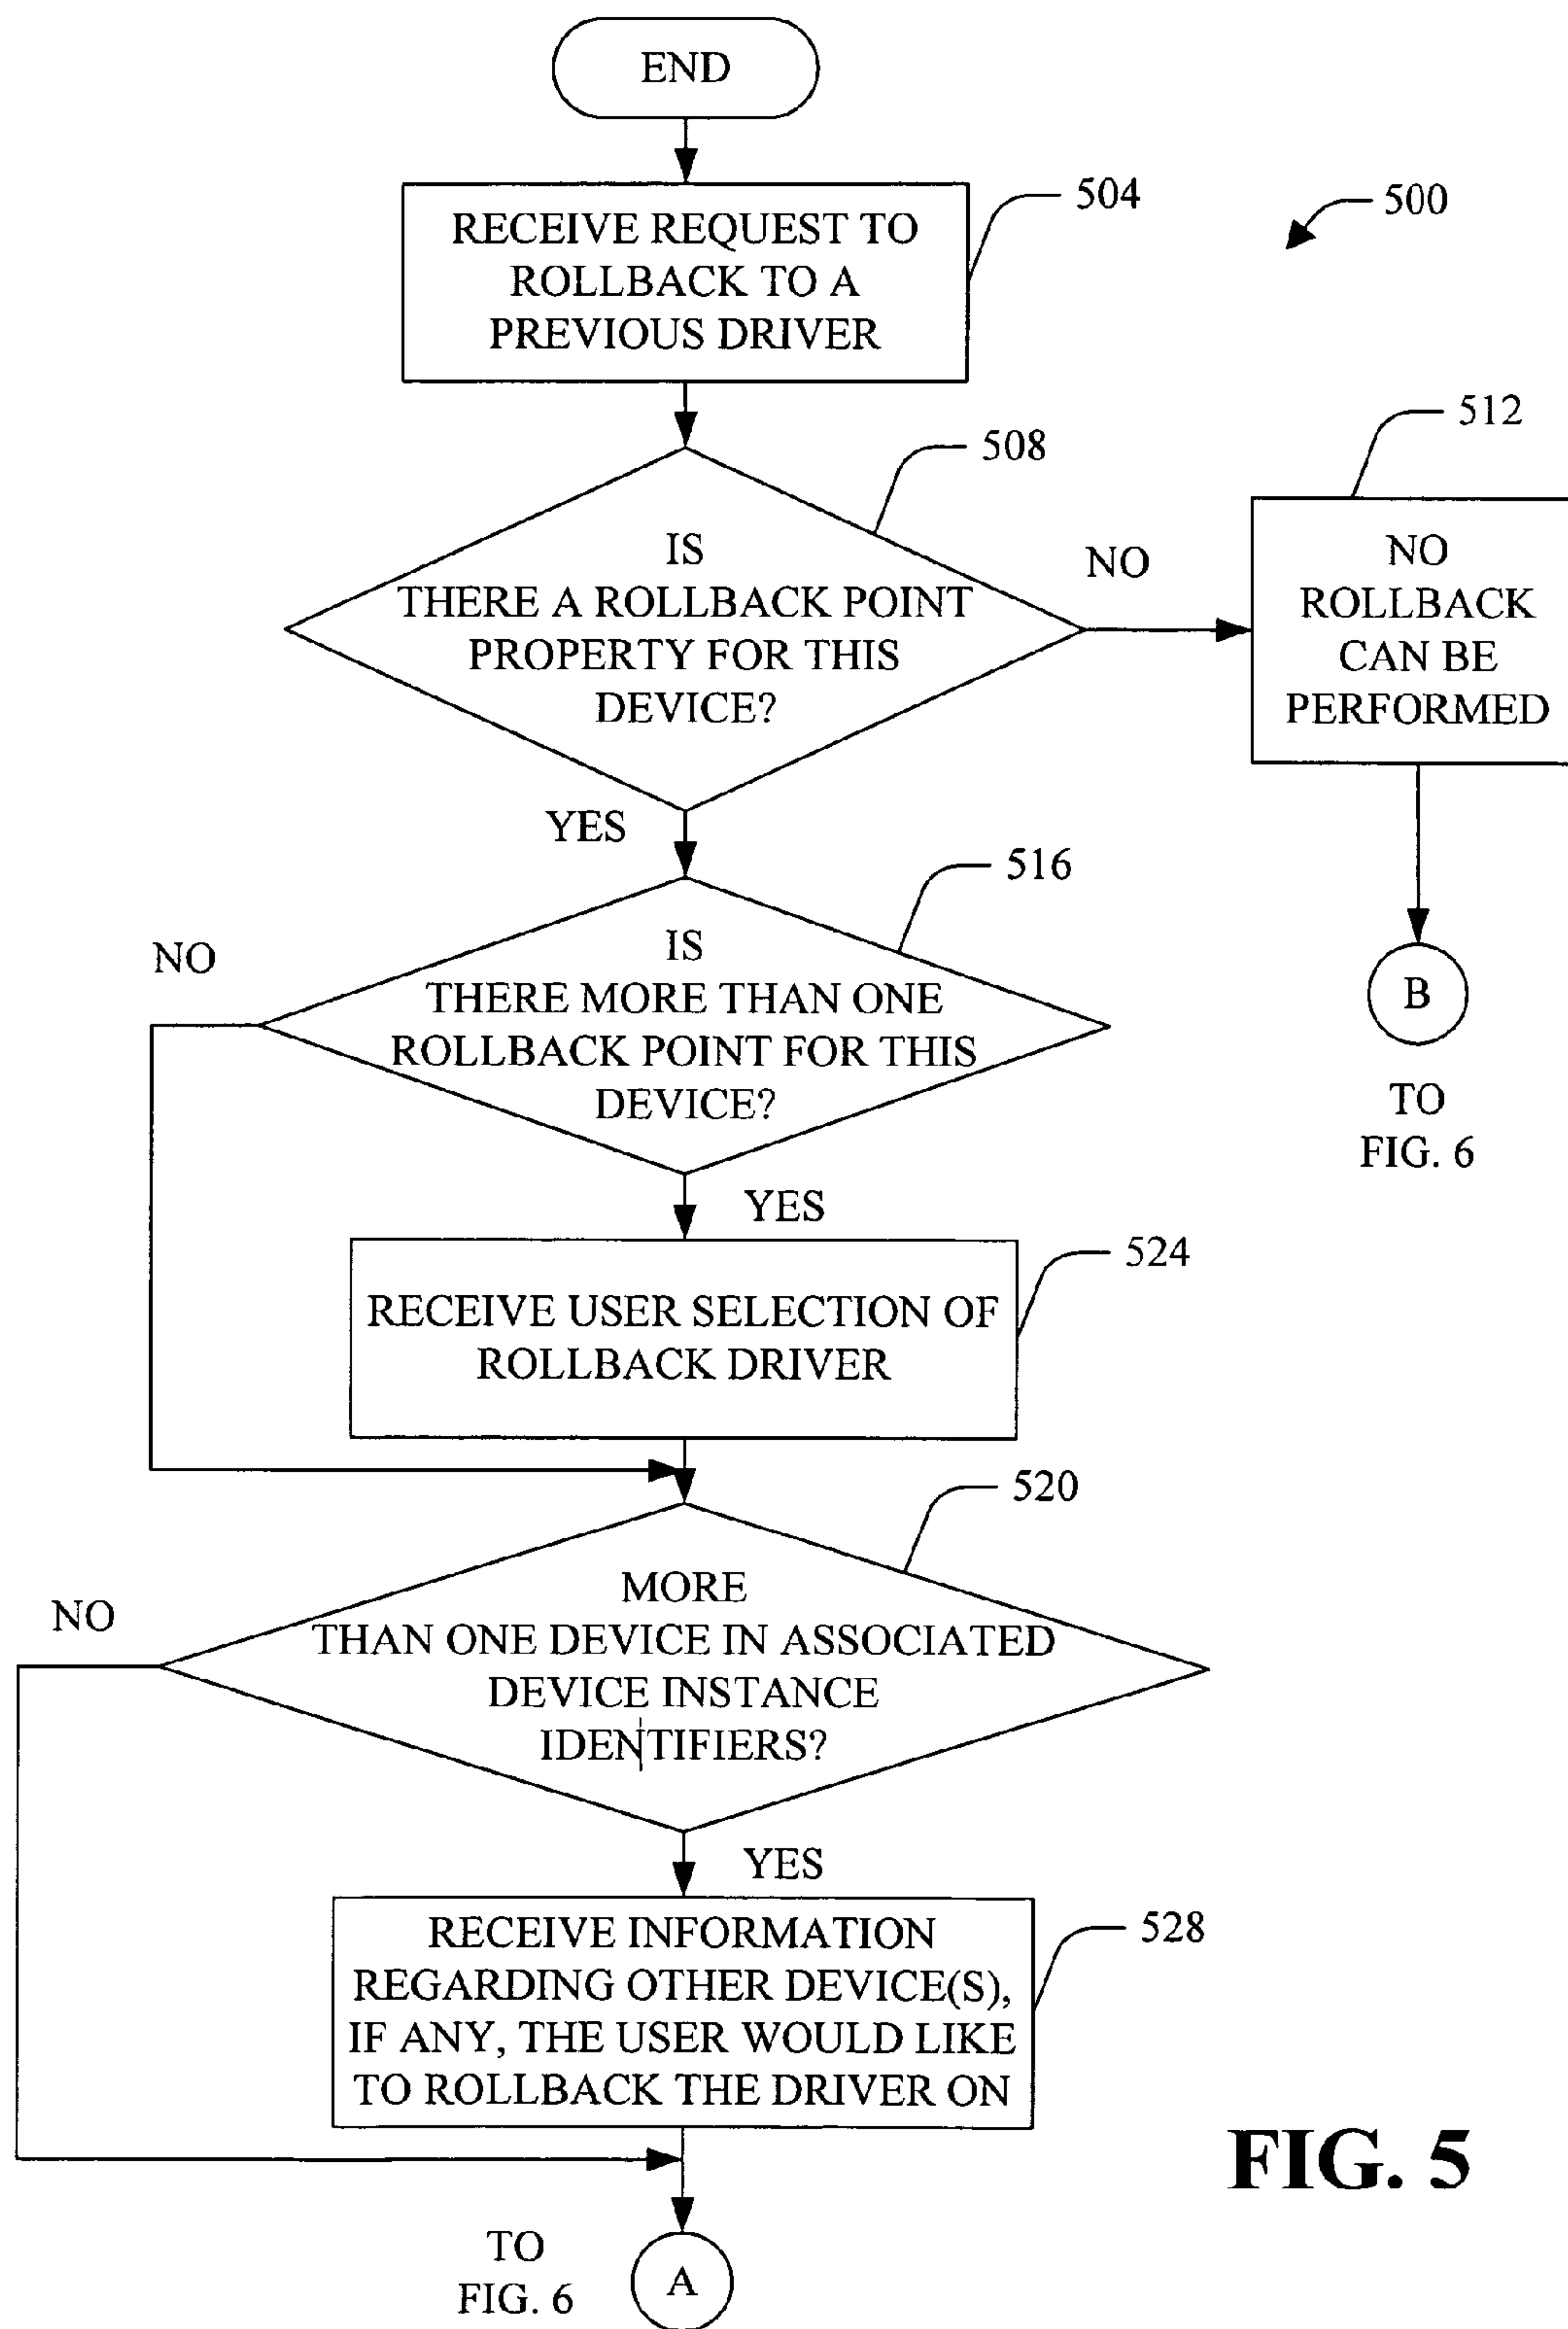 END
RECEIVE REQUEST TO
ROLLBACK TO A
PREVIOUS DRIVER
504
500
IS
THERE A ROLLBACK POINT
PROPERTY FOR THIS
DEVICE?
508
NO
NO
ROLLBACK
CAN BE
PERFORMED
512
B
TO
FIG. 6
YES
IS
THERE MORE THAN ONE
ROLLBACK POINT FOR THIS
DEVICE?
516
NO
YES
RECEIVE USER SELECTION OF
ROLLBACK DRIVER
524
MORE
THAN ONE DEVICE IN ASSOCIATED
DEVICE INSTANCE
IDENTIFIERS?
520
NO
YES
RECEIVE INFORMATION
REGARDING OTHER DEVICE(S),
IF ANY, THE USER WOULD LIKE
TO ROLLBACK THE DRIVER ON
528
TO
FIG. 6
A
FIG. 5